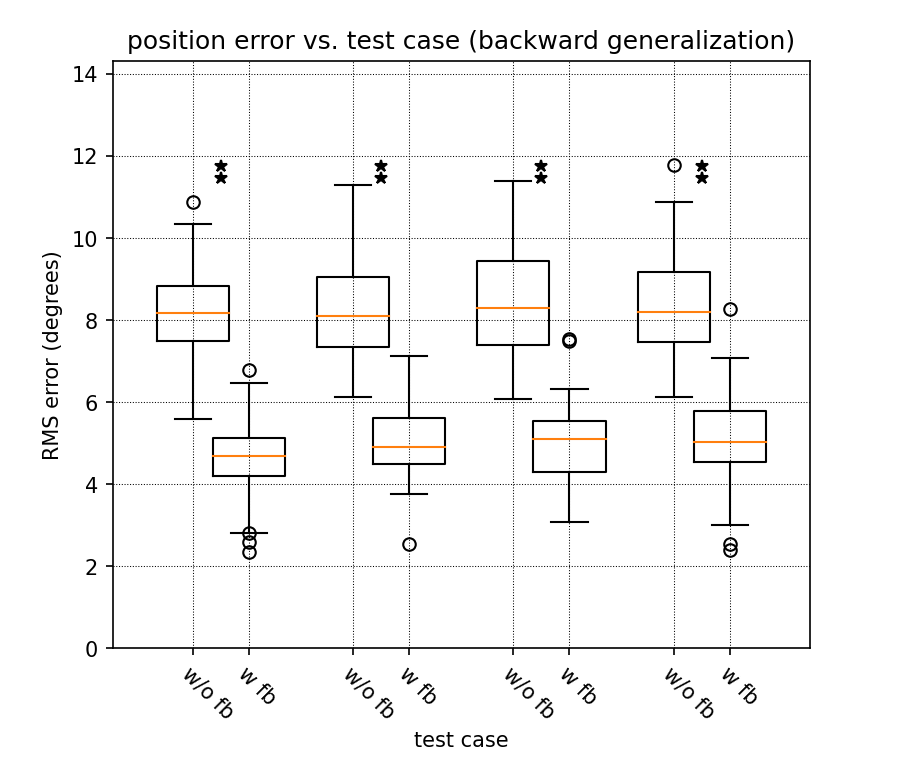 position error vs. test case (backward generalization)
14
12
10
8
6
4
2
0
RMS error (degrees)
w/o fb
w fb
w/o fb
w fb
w/o fb
w fb
w/o fb
w fb
test case